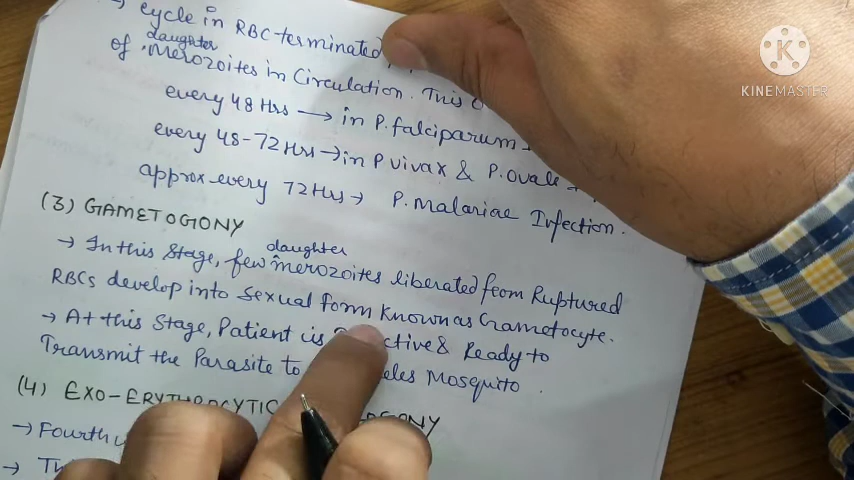 → cycle in RBC terminated
of daughter merozoites in Circulation. This
every 48 Hrs → in P. falciparum
every 48-72 Hrs → in P vivax & P. ovale
approx. every 72 Hrs → P. Malariae Infection.
(3) GAMETOGONY
→ In this Stage, few daughter merozoites liberated from Ruptured
RBCs develop into Sexual form known as Gametocyte.
→ At this Stage, Patient is & Ready to
Transmit the Parasite to Mosquito.
(4) EXO-ERYTHROCYTIC
→ Fourth
→
KINEMASTER